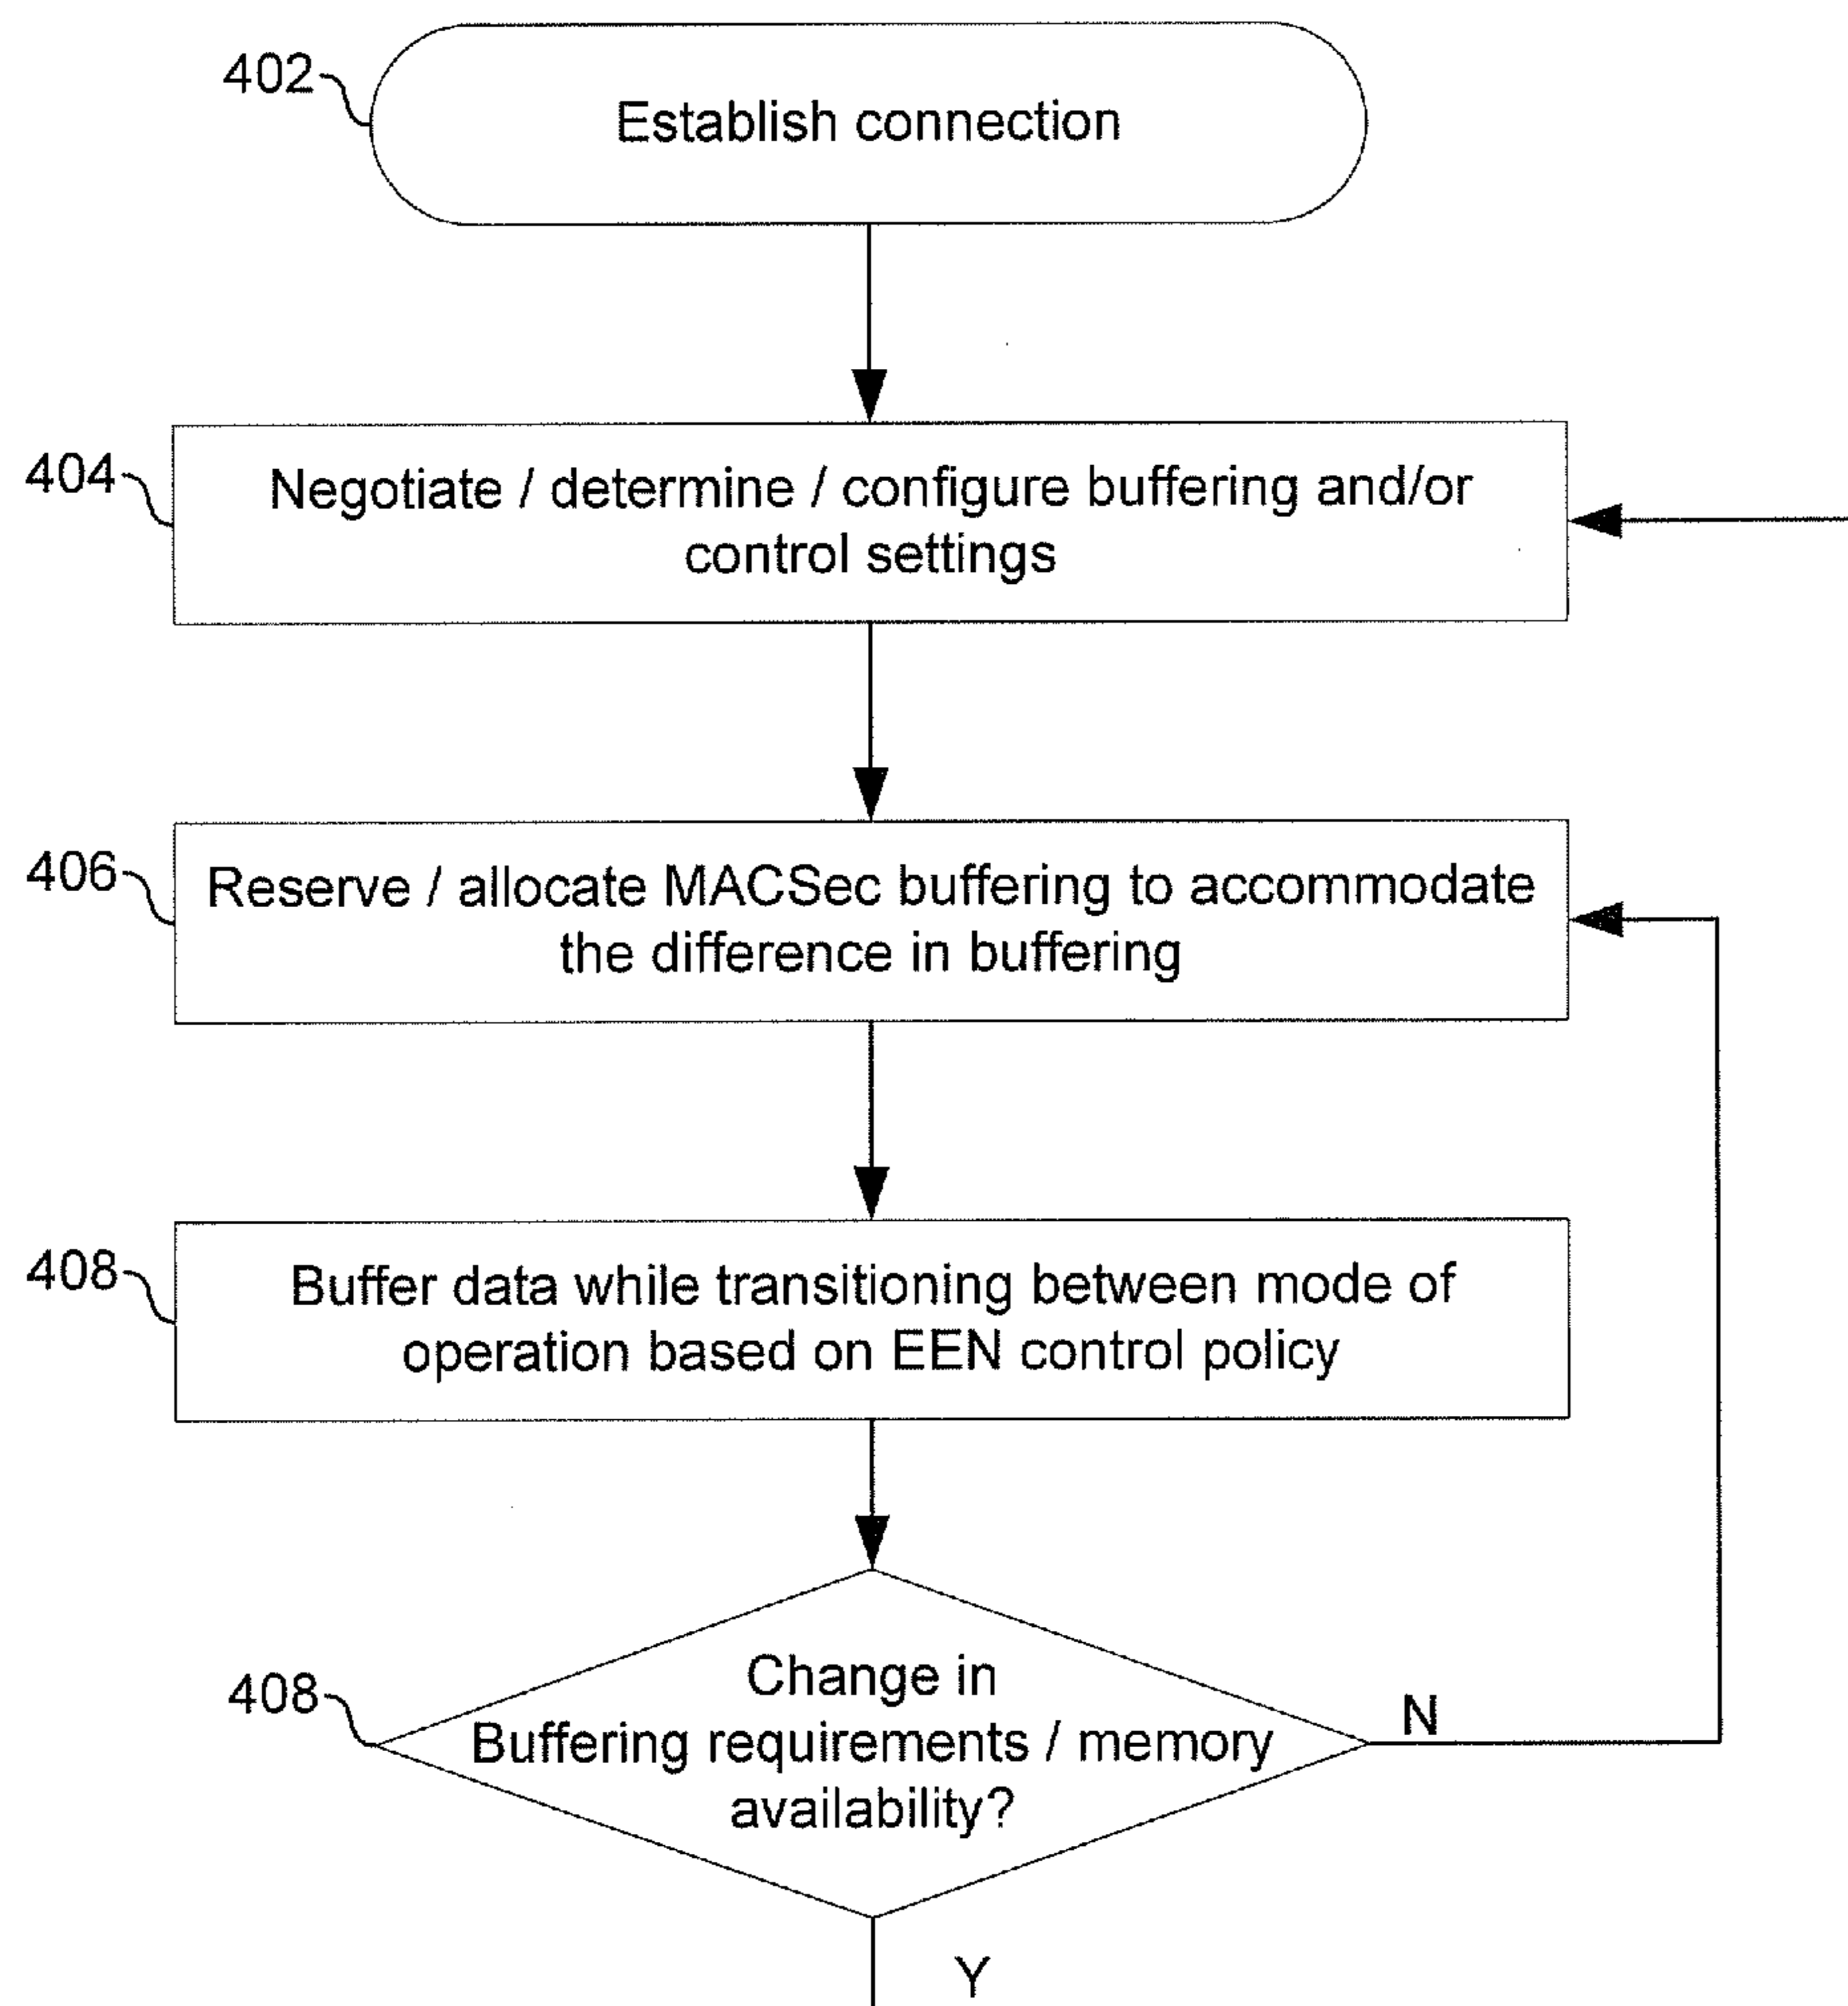 402
Establish connection
404
Negotiate / determine / configure buffering and/or
control settings
406
Reserve / allocate MACSec buffering to accommodate
the difference in buffering
408
Buffer data while transitioning between mode of
operation based on EEN control policy
408
Change in
Buffering requirements / memory
availability?
N
Y